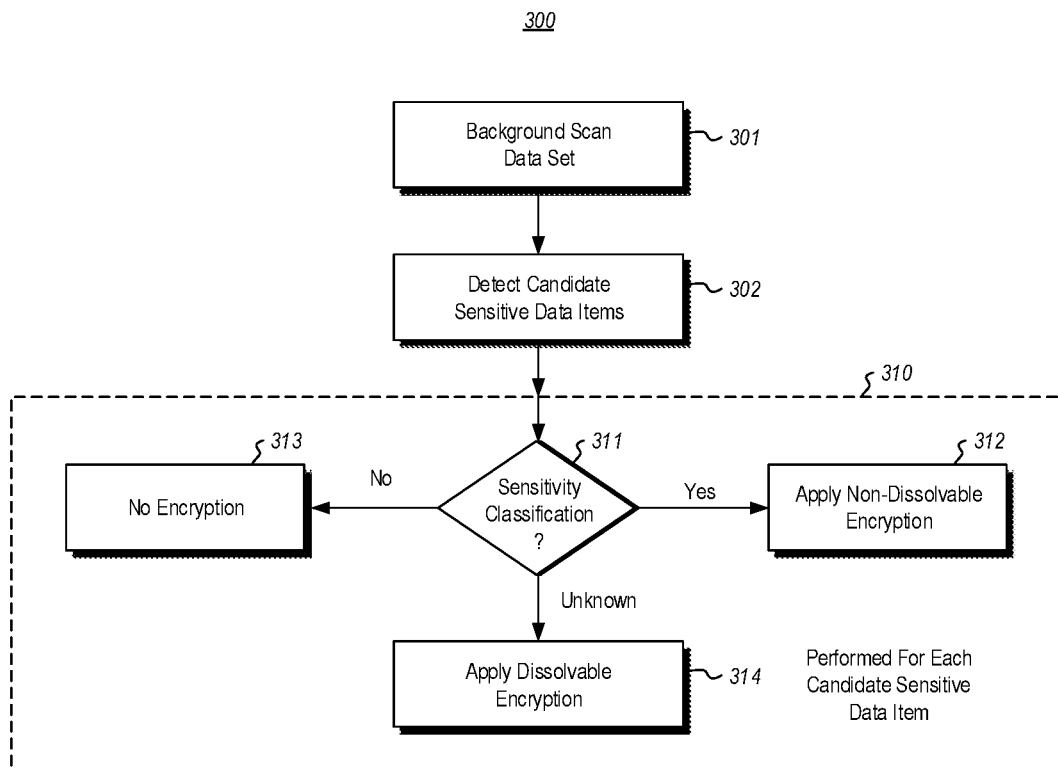 300
Background Scan
Data Set
301
Detect Candidate
Sensitive Data Items
302
310
313
311
312
No Encryption
No
Sensitivity
Classification
?
Yes
Apply Non-Dissolvable
Encryption
Unknown
Apply Dissolvable
Encryption
314
Performed For Each
Candidate Sensitive
Data Item